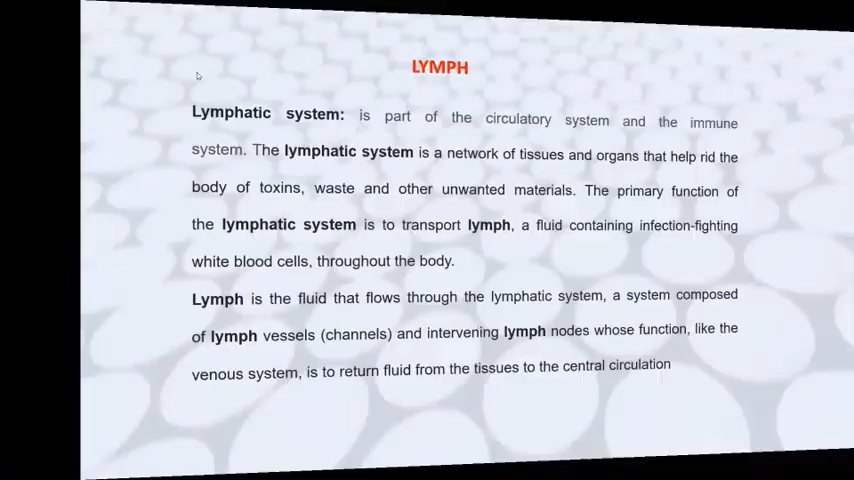 LYMPH
Lymphatic system: is part of the circulatory system and the immune
system. The lymphatic system is a network of tissues and organs that help rid the
body of toxins, waste and other unwanted materials. The primary function of
the lymphatic system is to transport lymph, a fluid containing infection-fighting
white blood cells, throughout the body.
Lymph is the fluid that flows through the lymphatic system, a system composed
of lymph vessels (channels) and intervening lymph nodes whose function, like the
venous system, is to return fluid from the tissues to the central circulation